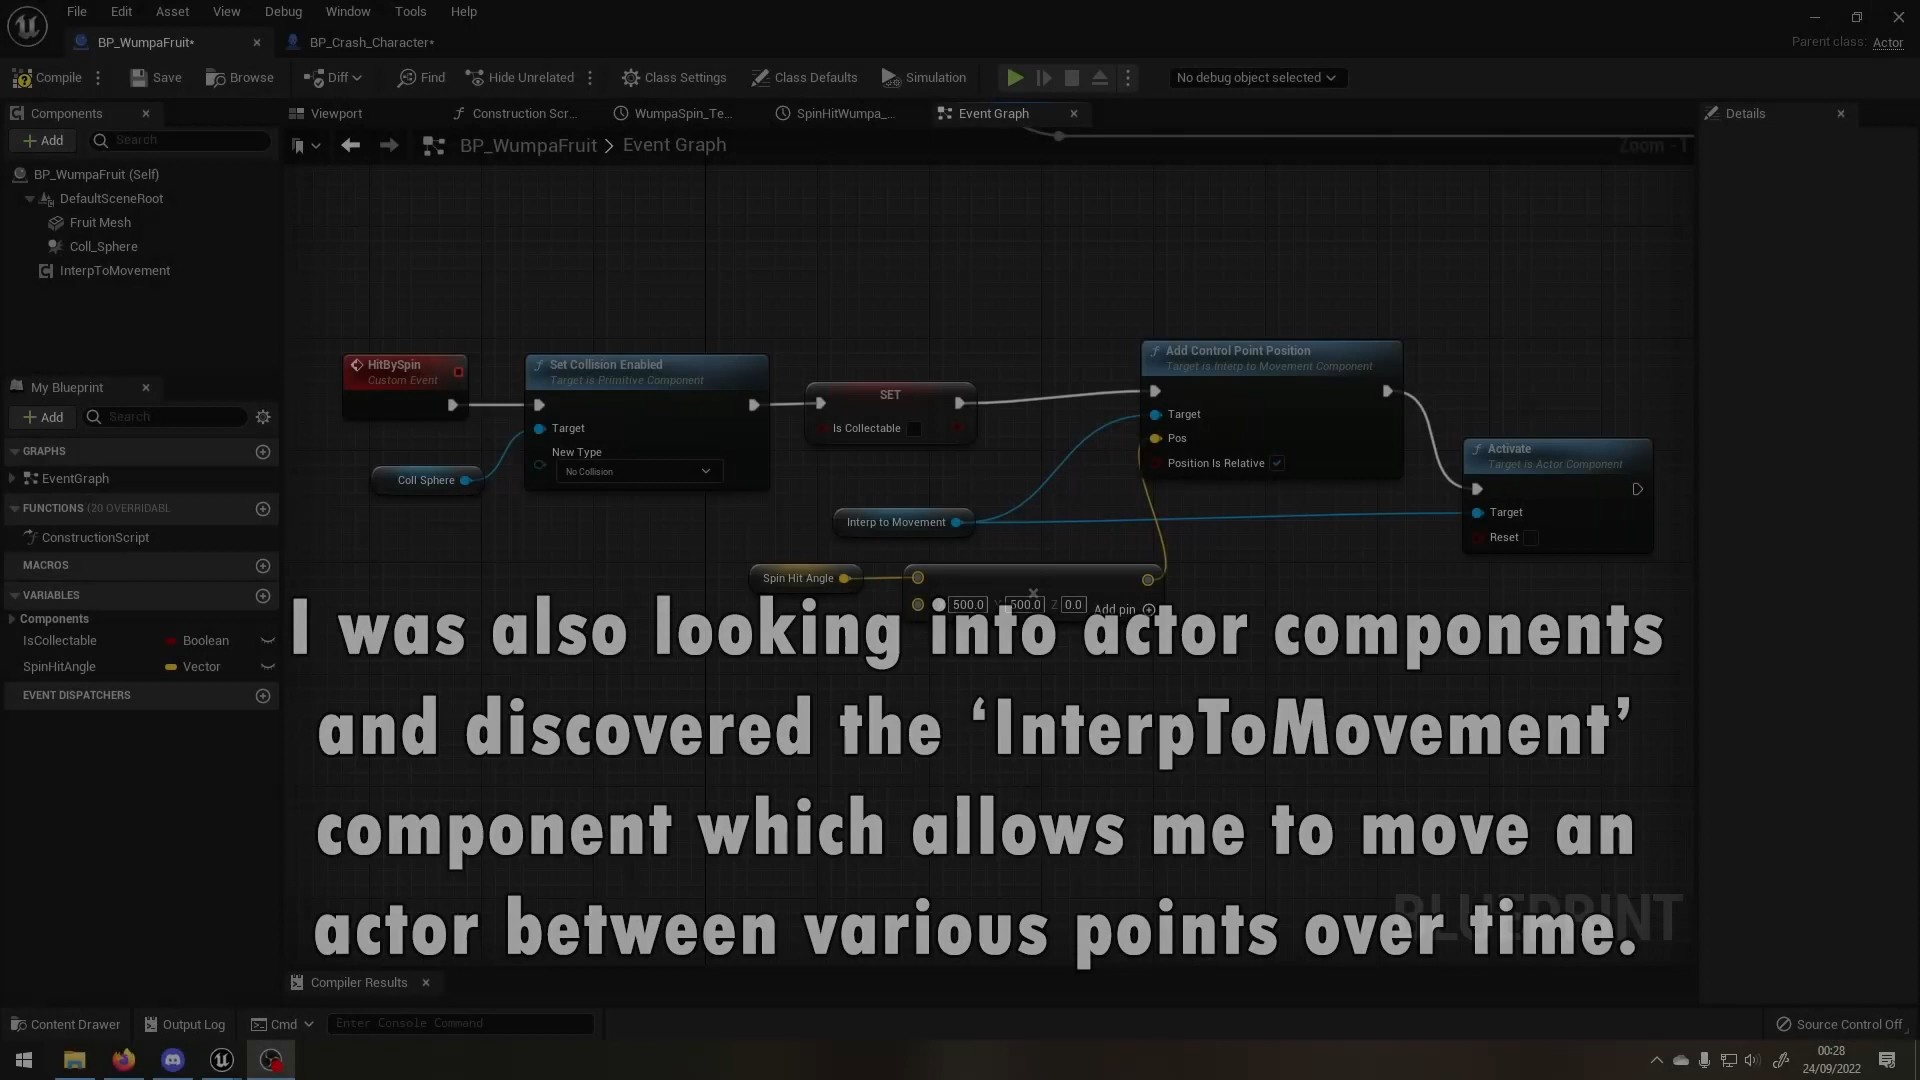 File Edit View Asset Debug Window Tools Help
BP_WumpaFruit*
BP_Crash_Character*
Parent class: Actor
Compile Save Browse Diff Find Hide Unrelated Class Settings Class Defaults Simulation No debug object selected
Components
Viewport Construction Scr... WumpaSpin_Te... SpinHitWumpa_... Event Graph
Details
Add Search
BP_WumpaFruit > Event Graph
Zoom -1
BP_WumpaFruit (Self)
DefaultSceneRoot
Fruit Mesh
Coll_Sphere
InterpToMovement
My Blueprint
Add Search
GRAPHS
EventGraph
FUNCTIONS (20 OVERRIDABL
ConstructionScript
MACROS
VARIABLES
Components
IsCollectable Boolean
SpinHitAngle Vector
EVENT DISPATCHERS
HitBySpin
Custom Event
Set Collision Enabled
Target is Primitive Component
Target
New Type
No Collision
Coll Sphere
SET
Is Collectable
Add Control Point Position
Target is Interp to Movement Component
Target
Pos
Position Is Relative
Activate
Target is Actor Component
Target
Reset
Interp to Movement
Spin Hit Angle
500.0 Y 500.0 Z 0.0 Add pin
I was also looking into actor components
and discovered the ‘InterpToMovement’
component which allows me to move an
actor between various points over time.
BLUEPRINT
Compiler Results
Content Drawer Output Log Cmd Enter Console Command
Source Control Off
00:28
24/09/2022